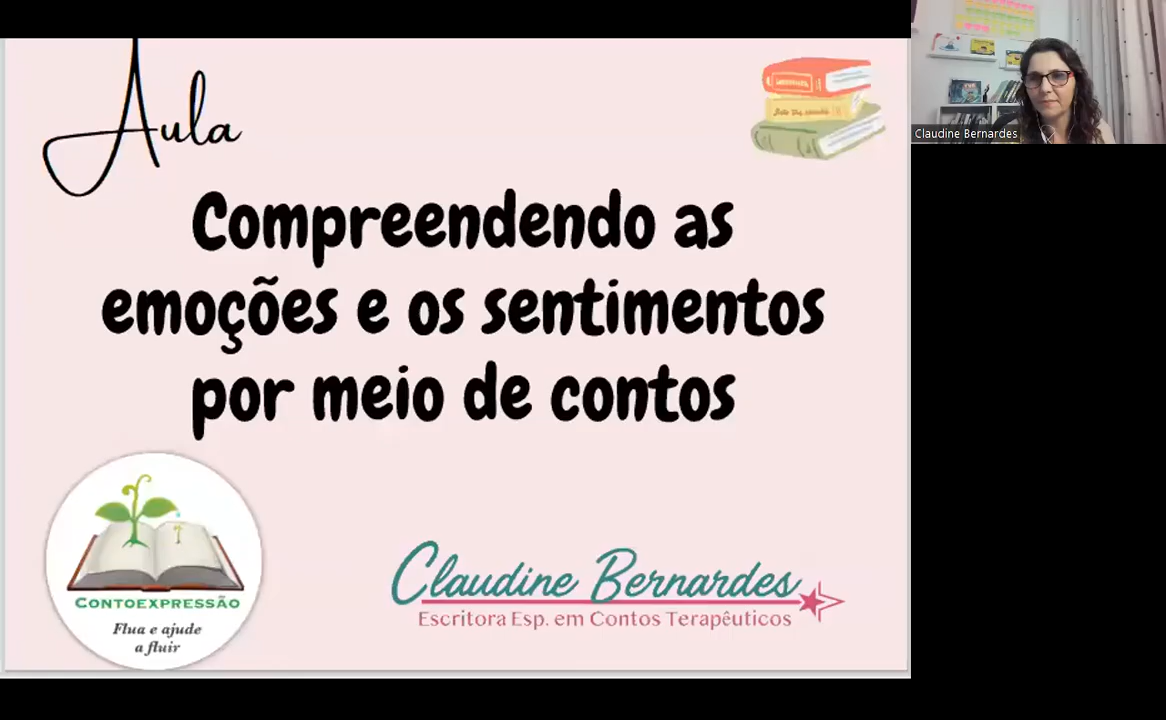 Aula
Compreendendo as
emoções e os sentimentos
por meio de contos
CONTOEXPRESSÃO
Flua e ajude
a fluir
Claudine Bernardes
Escritora Esp. em Contos Terapêuticos
Claudine Bernardes